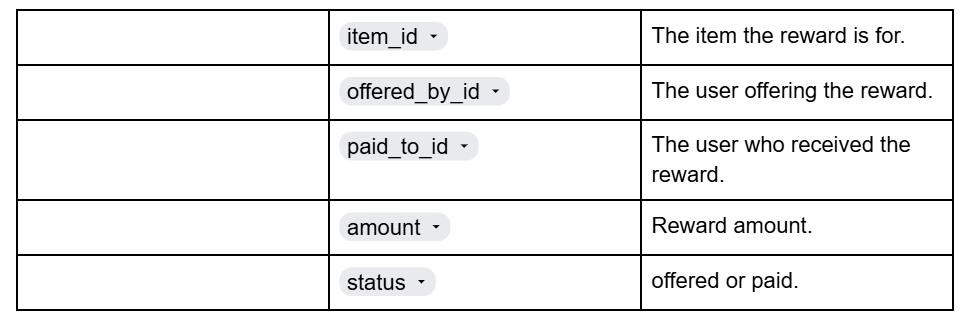 item_id
The item the reward is for.
offered_by_id
The user offering the reward.
paid_to_id
The user who received the
reward.
amount
Reward amount.
status
offered or paid.